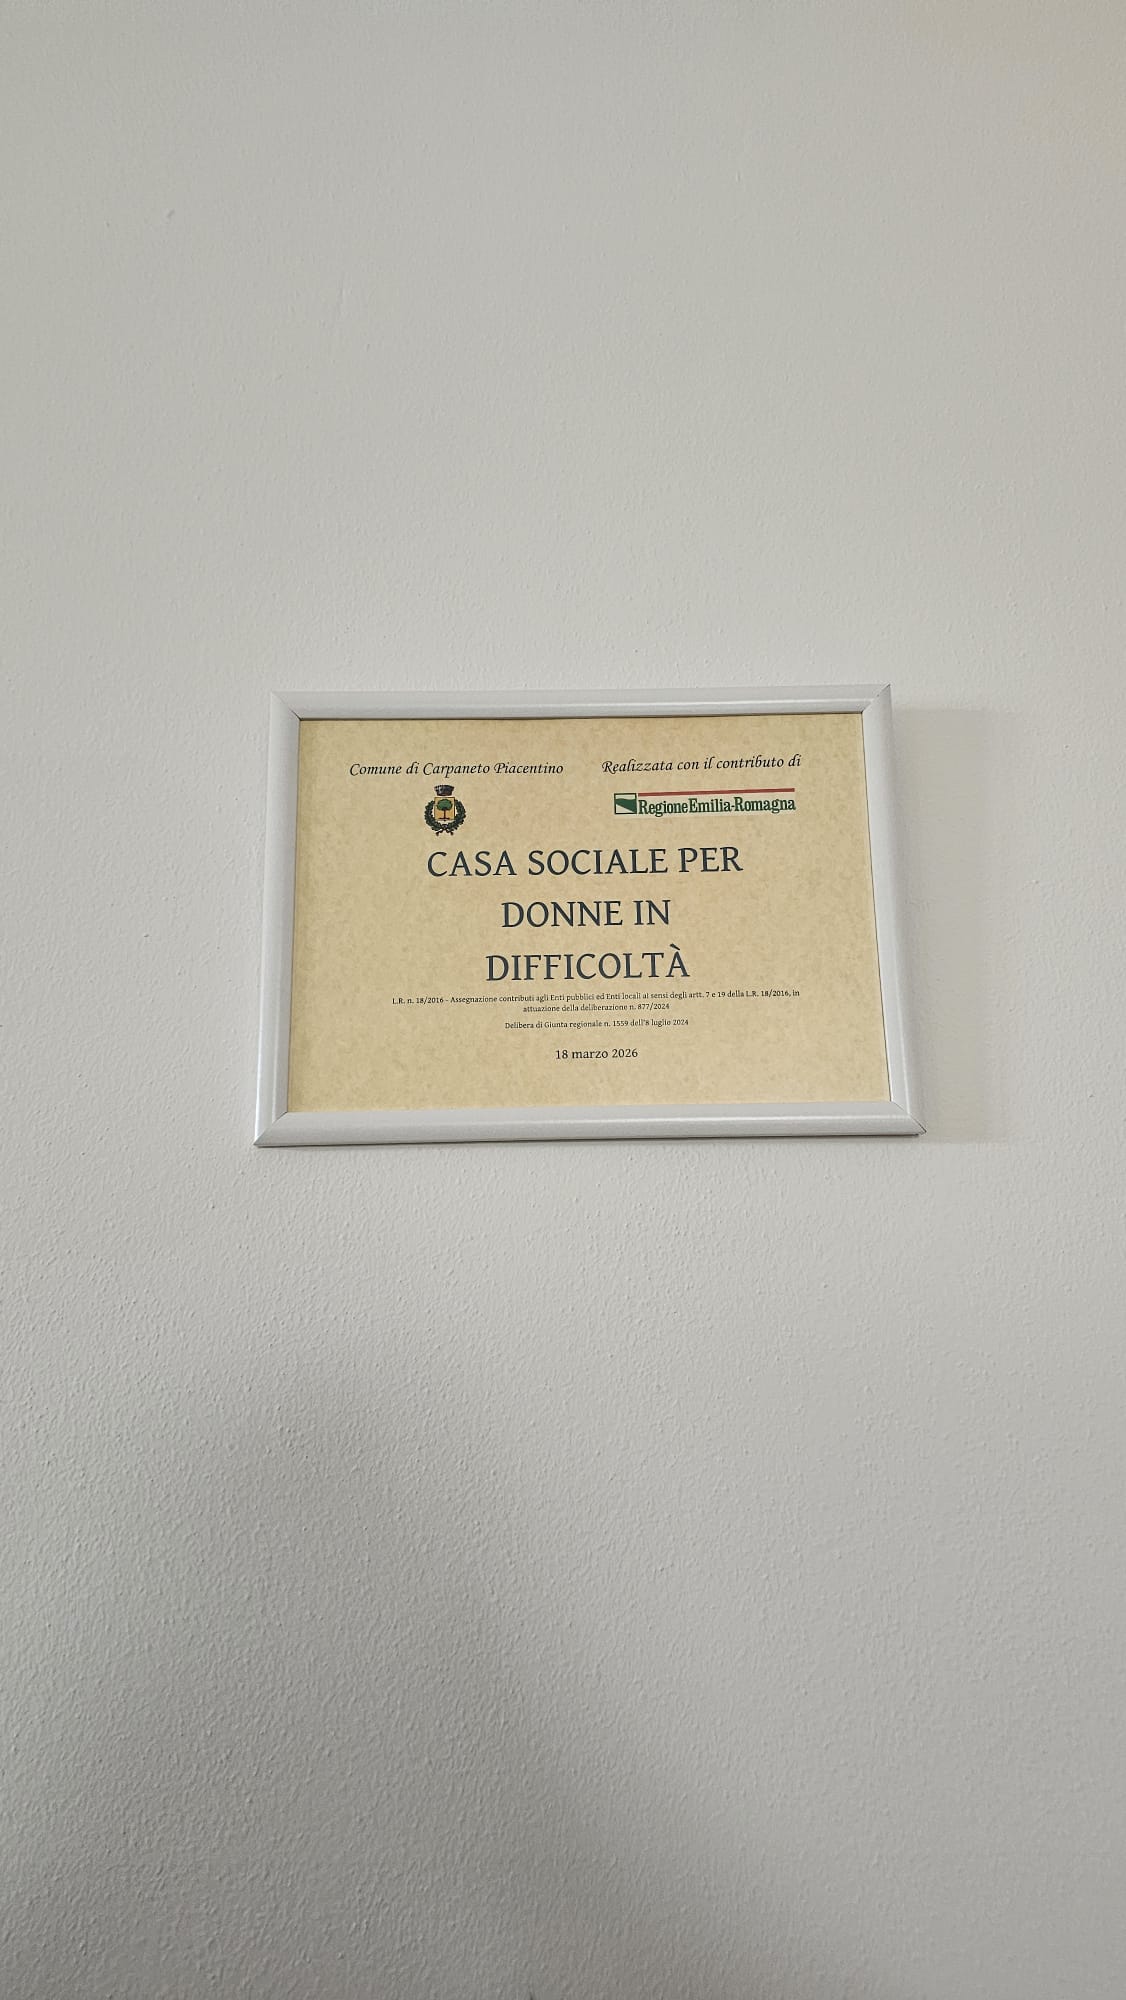 Comune di Carpaneto Piacentino
Realizzata con il contributo di
RegioneEmilia-Romagna
CASA SOCIALE PER
DONNE IN
DIFFICOLTÀ
L.R. n. 18/2016 - Assegnazione contributi agli Enti pubblici ed Enti locali ai sensi degli artt. 7 e 19 della L.R. 18/2016, in
attuazione della deliberazione n. 877/2024
Delibera di Giunta regionale n. 1559 dell'8 luglio 2024
18 marzo 2026